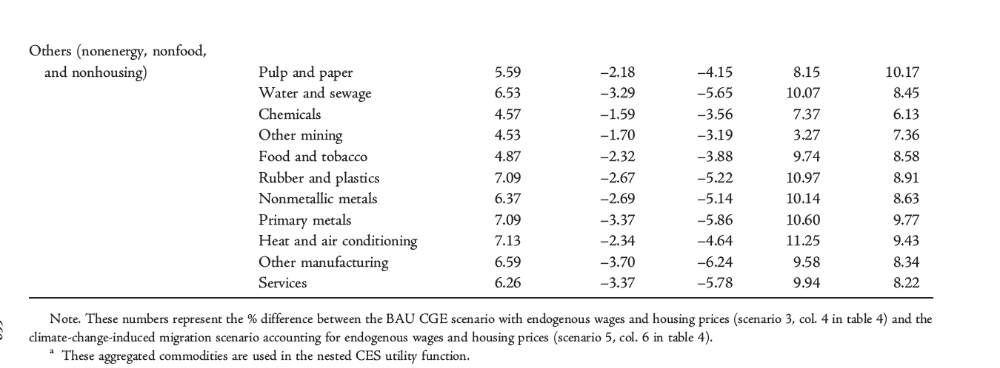 Others (nonenergy, nonfood,
and nonhousing) Pulp and paper 5.59 –2.18 –4.15 8.15 10.17
Water and sewage 6.53 –3.29 –5.65 10.07 8.45
Chemicals 4.57 –1.59 –3.56 7.37 6.13
Other mining 4.53 –1.70 –3.19 3.27 7.36
Food and tobacco 4.87 –2.32 –3.88 9.74 8.58
Rubber and plastics 7.09 –2.67 –5.22 10.97 8.91
Nonmetallic metals 6.37 –2.69 –5.14 10.14 8.63
Primary metals 7.09 –3.37 –5.86 10.60 9.77
Heat and air conditioning 7.13 –2.34 –4.64 11.25 9.43
Other manufacturing 6.59 –3.70 –6.24 9.58 8.34
Services 6.26 –3.37 –5.78 9.94 8.22
Note. These numbers represent the % difference between the BAU CGE scenario with endogenous wages and housing prices (scenario 3, col. 4 in table 4) and the
climate-change-induced migration scenario accounting for endogenous wages and housing prices (scenario 5, col. 6 in table 4).
a These aggregated commodities are used in the nested CES utility function.